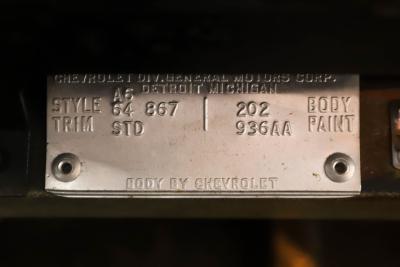 CHEVROLET DIV. GENERAL MOTORS CORP.
DETROIT MICHIGAN
A6
STYLE 64 867 202 BODY
TRIM STD 936AA PAINT
BODY BY CHEVROLET